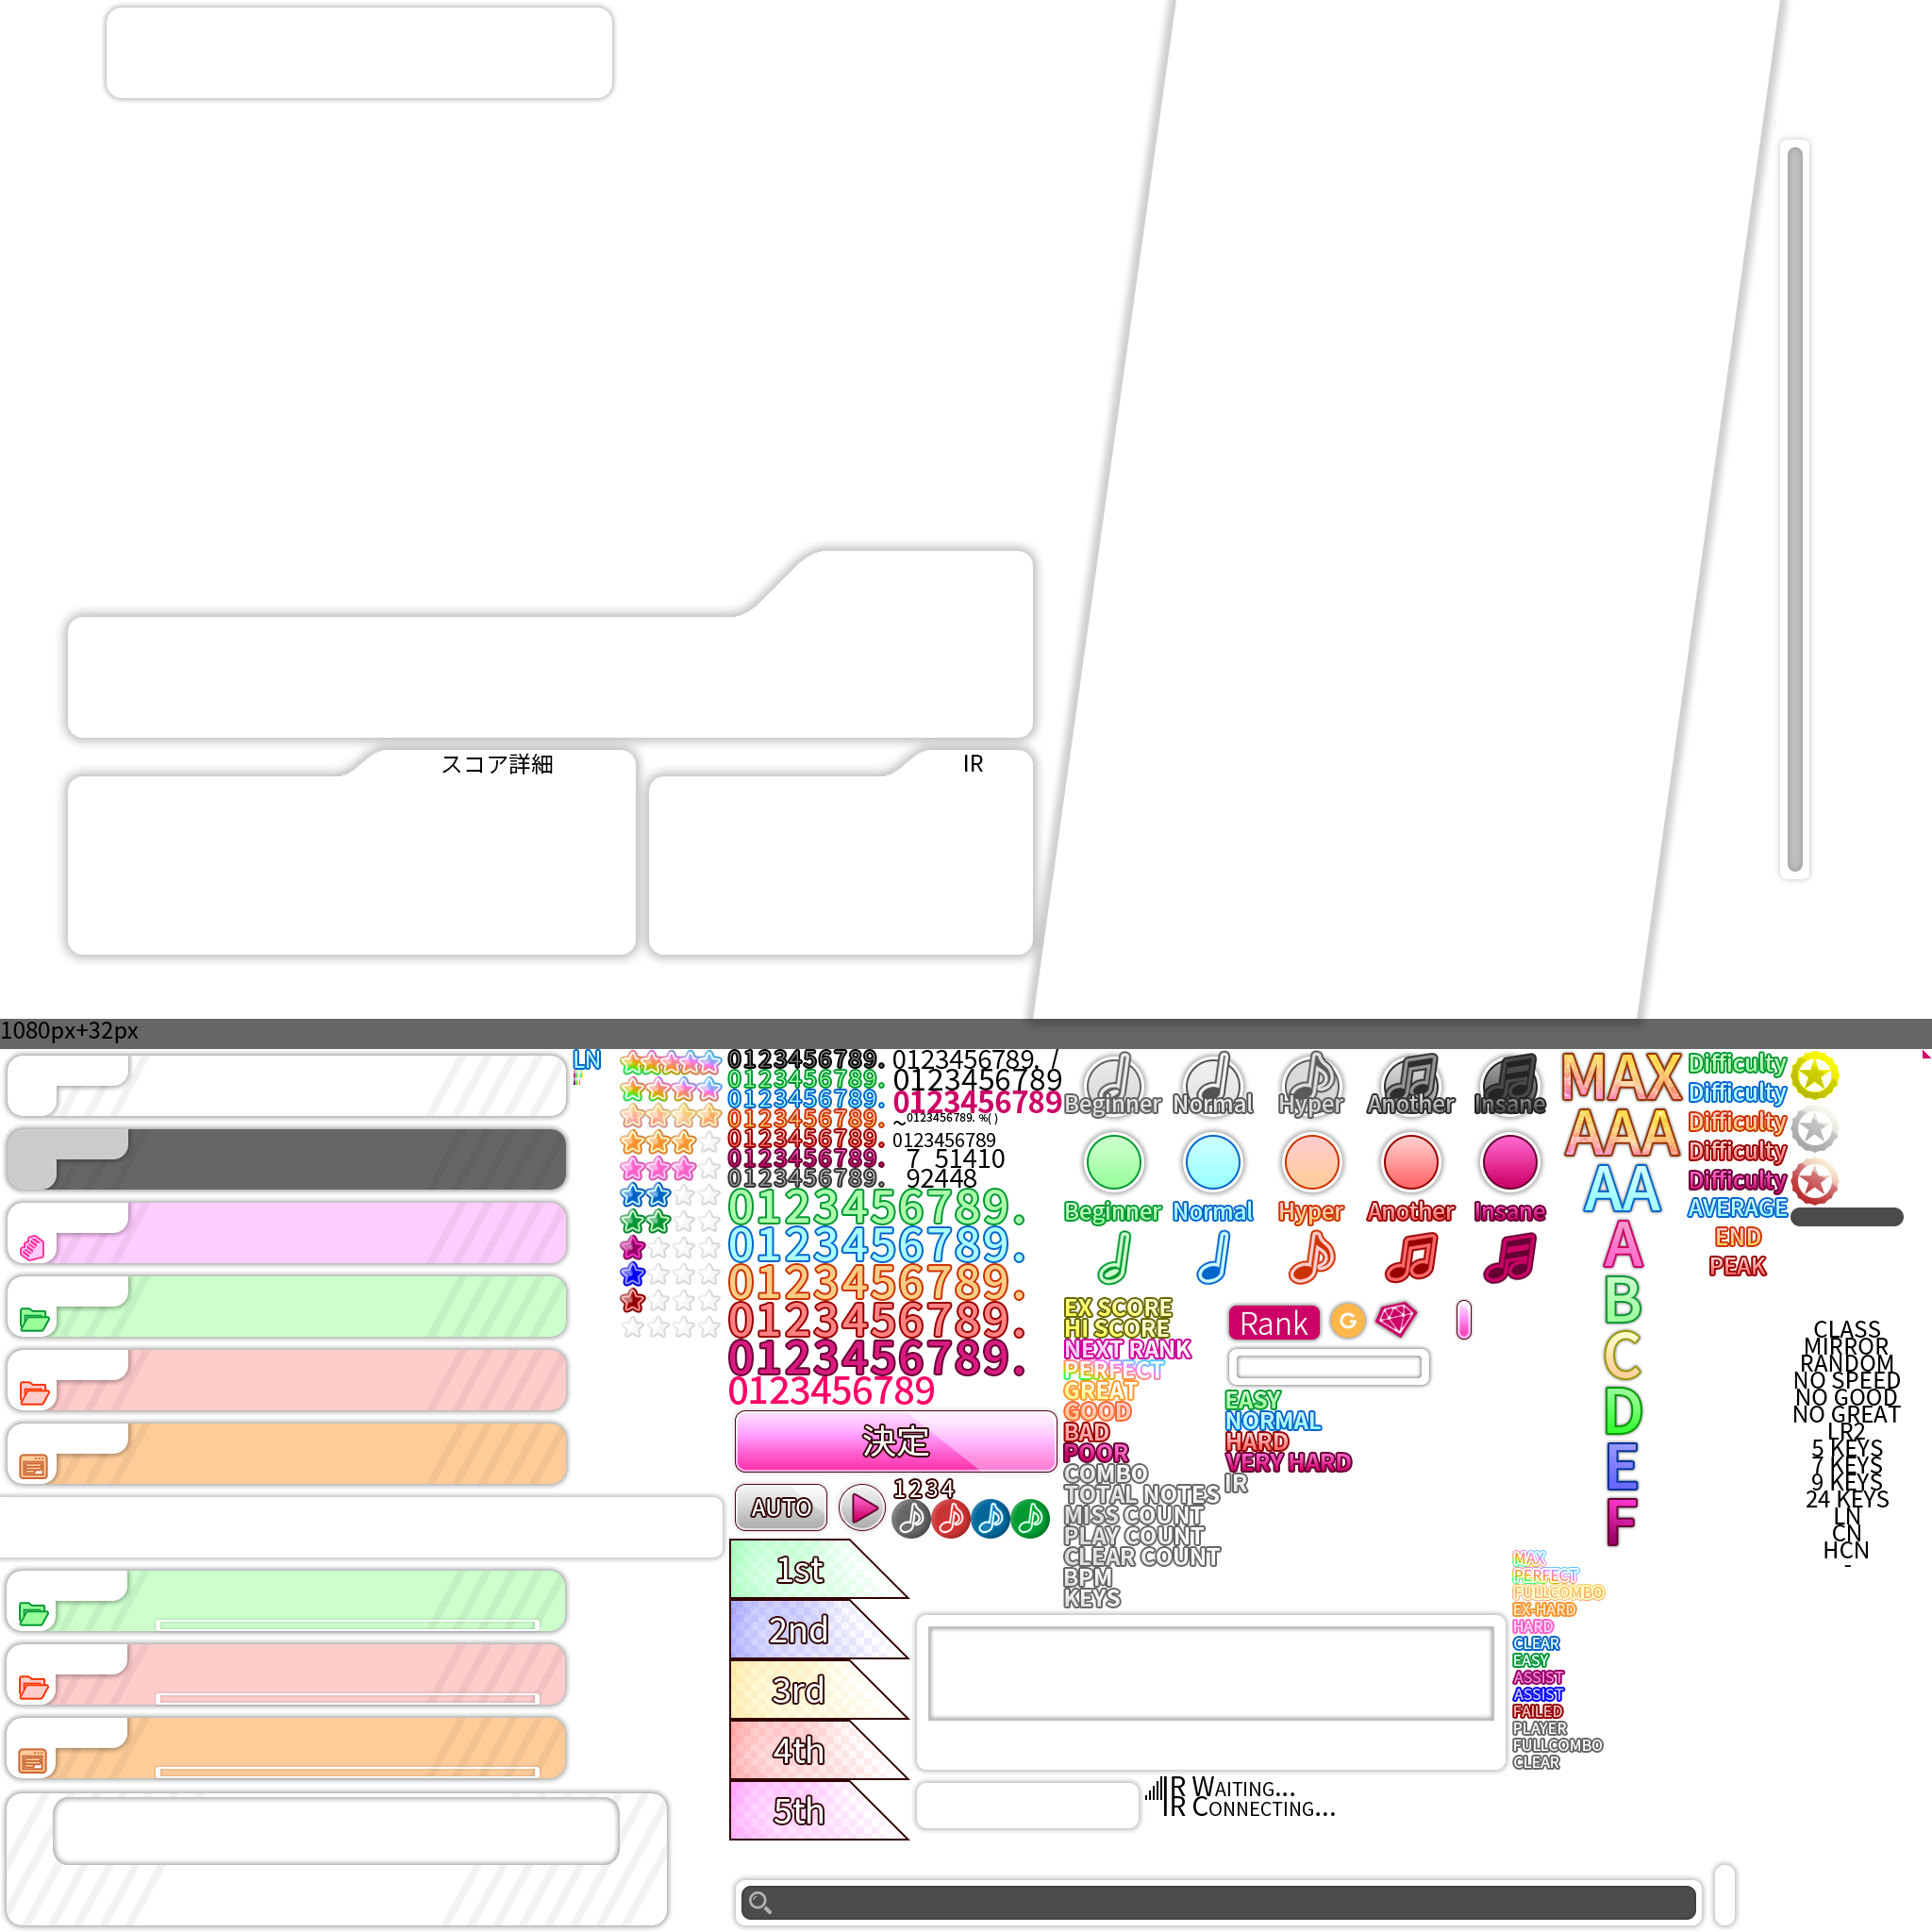 スコア詳細
IR
1080px+32px
LN
0123456789.
0123456789.
0123456789.
0123456789.
0123456789.
0123456789.
0123456789.
0123456789. /
0123456789
0123456789
~0123456789. %()
0123456789
7 51410
92448
0123456789.
0123456789.
0123456789.
0123456789.
0123456789.
0123456789
決定
AUTO
1234
1st
2nd
3rd
4th
5th
Beginner Normal Hyper Another Insane
Beginner Normal Hyper Another Insane
EX SCORE
HI SCORE
NEXT RANK
PERFECT
GREAT
GOOD
BAD
POOR
COMBO
TOTAL NOTES
MISS COUNT
PLAY COUNT
CLEAR COUNT
BPM
KEYS
Rank
G
EASY
NORMAL
HARD
VERY HARD
IR
MAX
AAA
AA
A
B
C
D
E
F
Difficulty
Difficulty
Difficulty
Difficulty
Difficulty
AVERAGE
END
PEAK
CLASS
MIRROR
RANDOM
NO SPEED
NO GOOD
NO GREAT
LR2
5 KEYS
7 KEYS
9 KEYS
24 KEYS
LN
CN
HCN
-
MAX
PERFECT
FULLCOMBO
EX-HARD
HARD
CLEAR
EASY
ASSIST
ASSIST
FAILED
PLAYER
FULLCOMBO
CLEAR
IR WAITING...
IR CONNECTING...